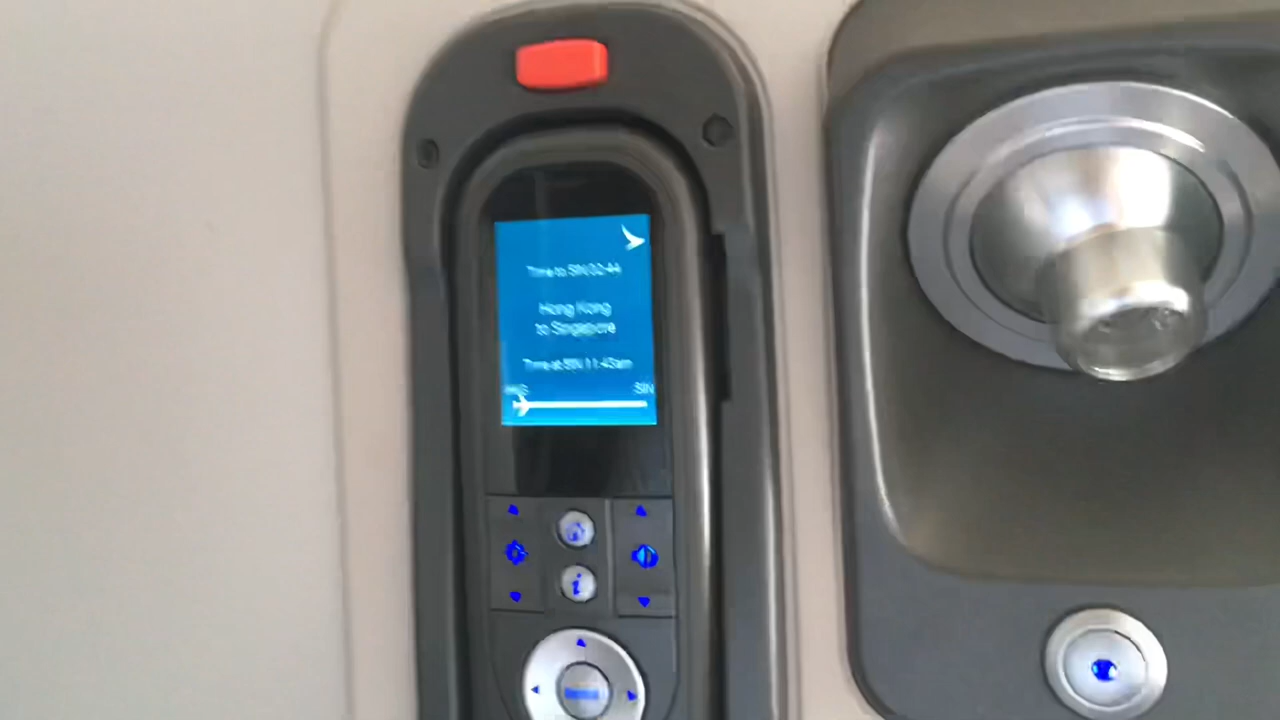 Time to SIN 02:44
Hong Kong
to Singapore
Time at SIN 11:43am
HKG SIN
i